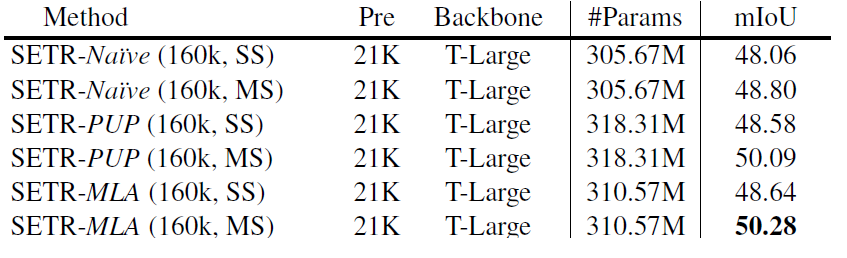 Method Pre Backbone #Params mIoU
SETR-Naïve (160k, SS) 21K T-Large 305.67M 48.06
SETR-Naïve (160k, MS) 21K T-Large 305.67M 48.80
SETR-PUP (160k, SS) 21K T-Large 318.31M 48.58
SETR-PUP (160k, MS) 21K T-Large 318.31M 50.09
SETR-MLA (160k, SS) 21K T-Large 310.57M 48.64
SETR-MLA (160k, MS) 21K T-Large 310.57M 50.28